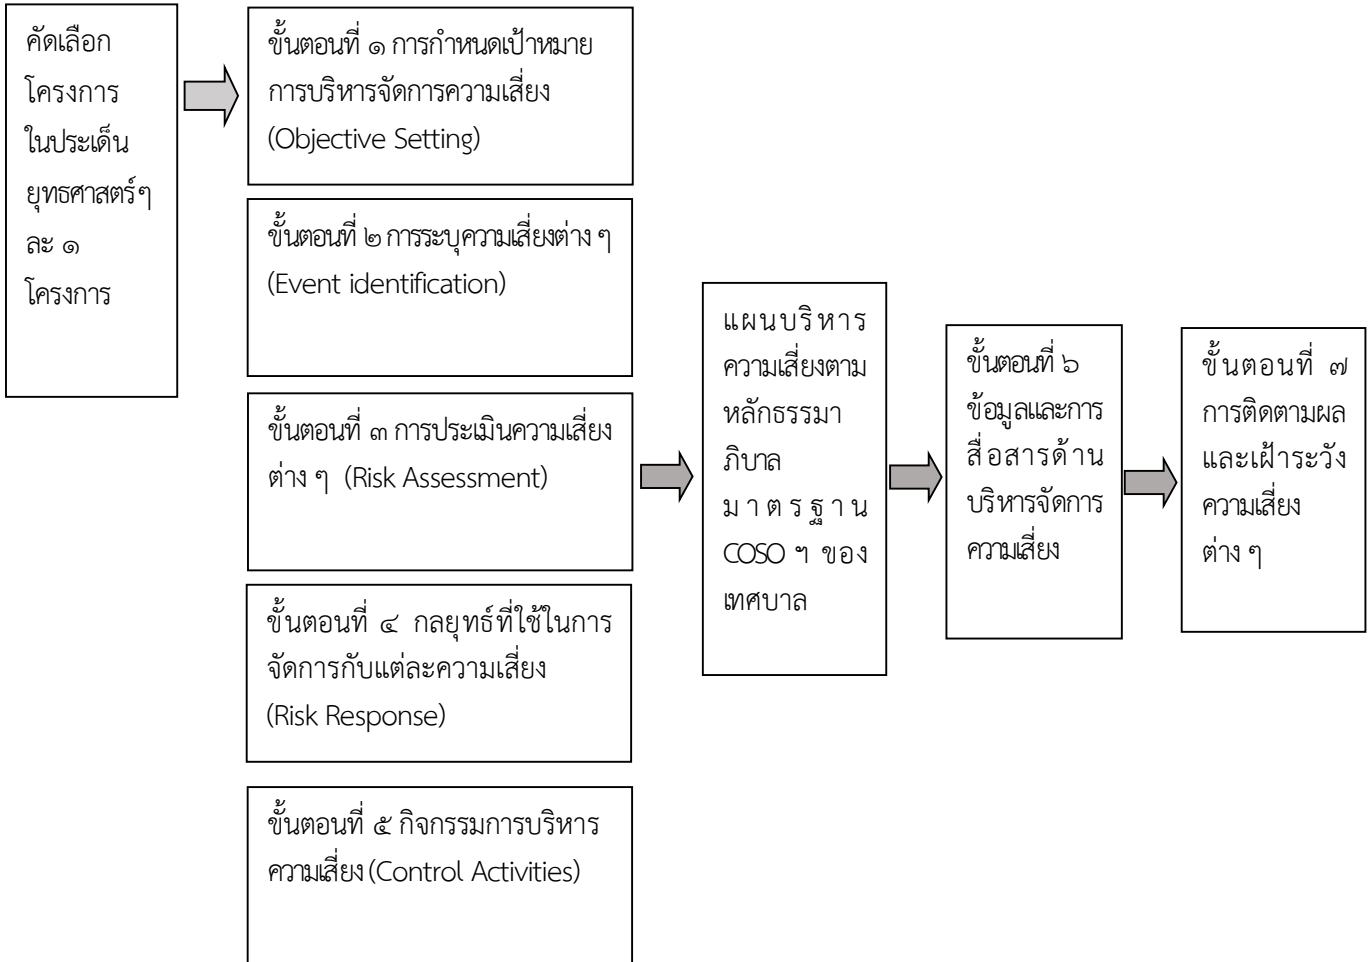 คัดเลือก
โครงการ
ในประเด็น
ยุทธศาสตร์ๆ
ละ ๑
โครงการ
ขั้นตอนที่ ๑ การกำหนดเป้าหมาย
การบริหารจัดการความเสี่ยง
(Objective Setting)
ขั้นตอนที่ ๒ การระบุความเสี่ยงต่าง ๆ
(Event identification)
ขั้นตอนที่ ๓ การประเมินความเสี่ยง
ต่าง ๆ (Risk Assessment)
ขั้นตอนที่ ๔ กลยุทธ์ที่ใช้ในการ
จัดการกับแต่ละความเสี่ยง
(Risk Response)
ขั้นตอนที่ ๕ กิจกรรมการบริหาร
ความเสี่ยง (Control Activities)
แผนบริหาร
ความเสี่ยงตาม
หลักธรรมา
ภิบาล
มาตรฐาน
COSO ฯ ของ
เทศบาล
ขั้นตอนที่ ๖
ข้อมูลและการ
สื่อสารด้าน
บริหารจัดการ
ความเสี่ยง
ขั้นตอนที่ ๗
การติดตามผล
และเฝ้าระวัง
ความเสี่ยง
ต่าง ๆ